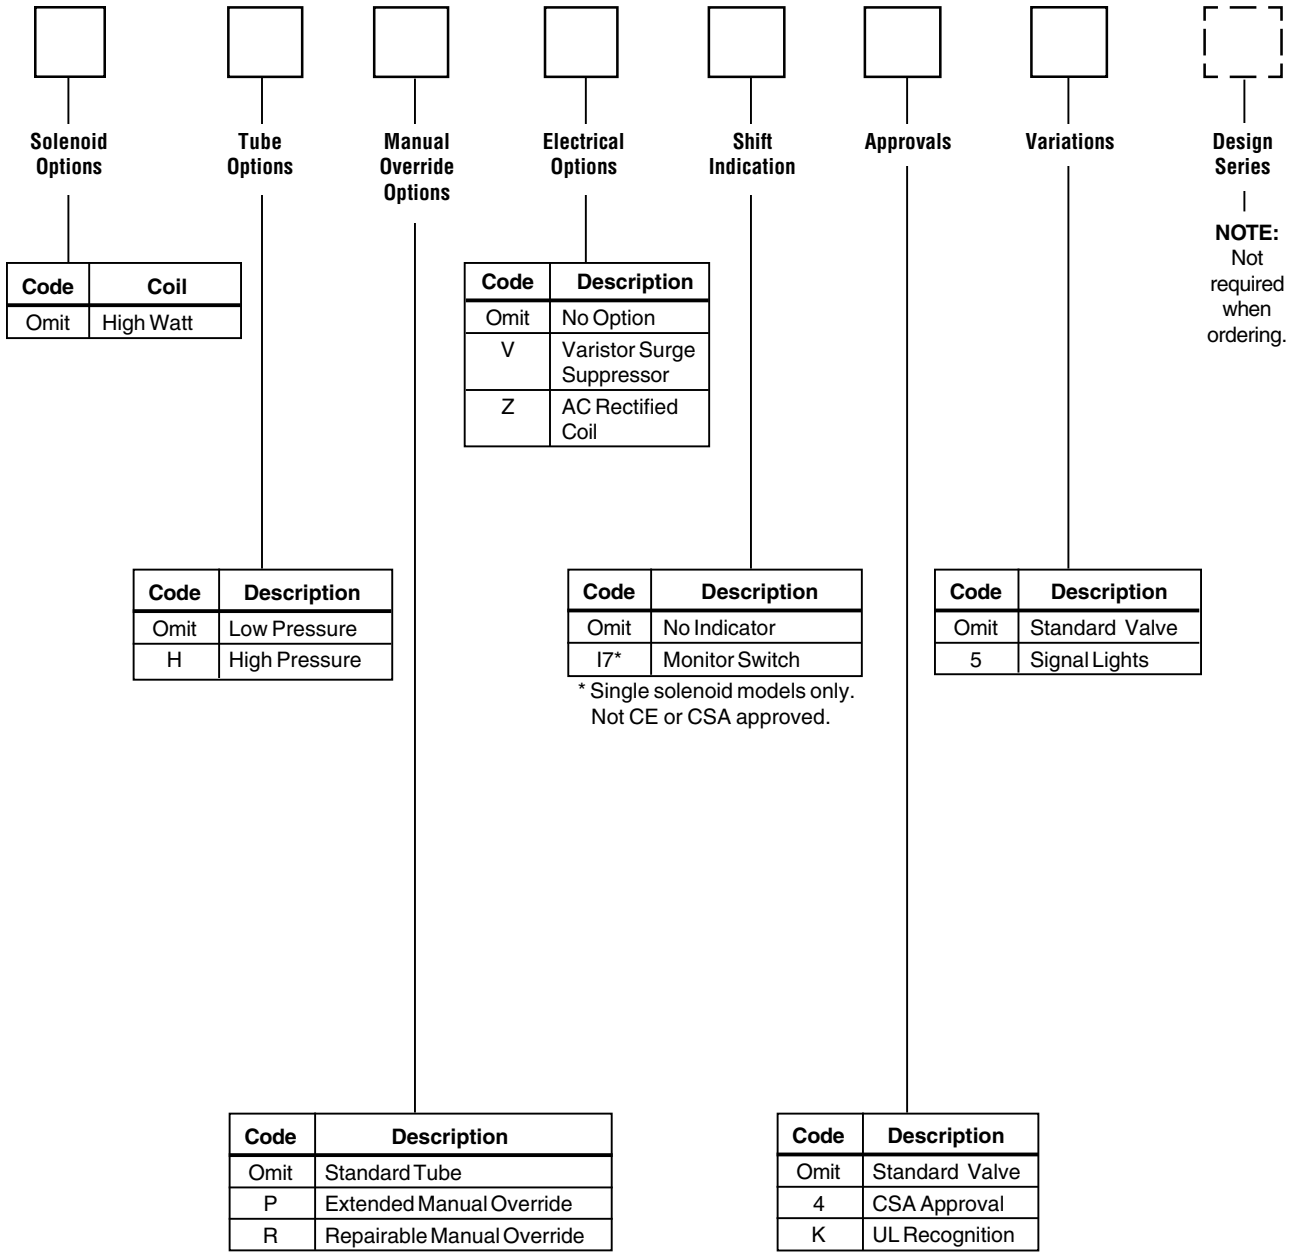 Solenoid
Options
Tube
Options
Manual
Override
Options
Electrical
Options
Shift
Indication
Approvals
Variations
Design
Series
NOTE:
Not
required
when
ordering.
Code Coil
Omit High Watt
Code Description
Omit No Option
V Varistor Surge
Suppressor
Z AC Rectified
Coil
Code Description
Omit Low Pressure
H High Pressure
Code Description
Omit No Indicator
I7* Monitor Switch
* Single solenoid models only.
Not CE or CSA approved.
Code Description
Omit Standard Valve
5 Signal Lights
Code Description
Omit Standard Tube
P Extended Manual Override
R Repairable Manual Override
Code Description
Omit Standard Valve
4 CSA Approval
K UL Recognition